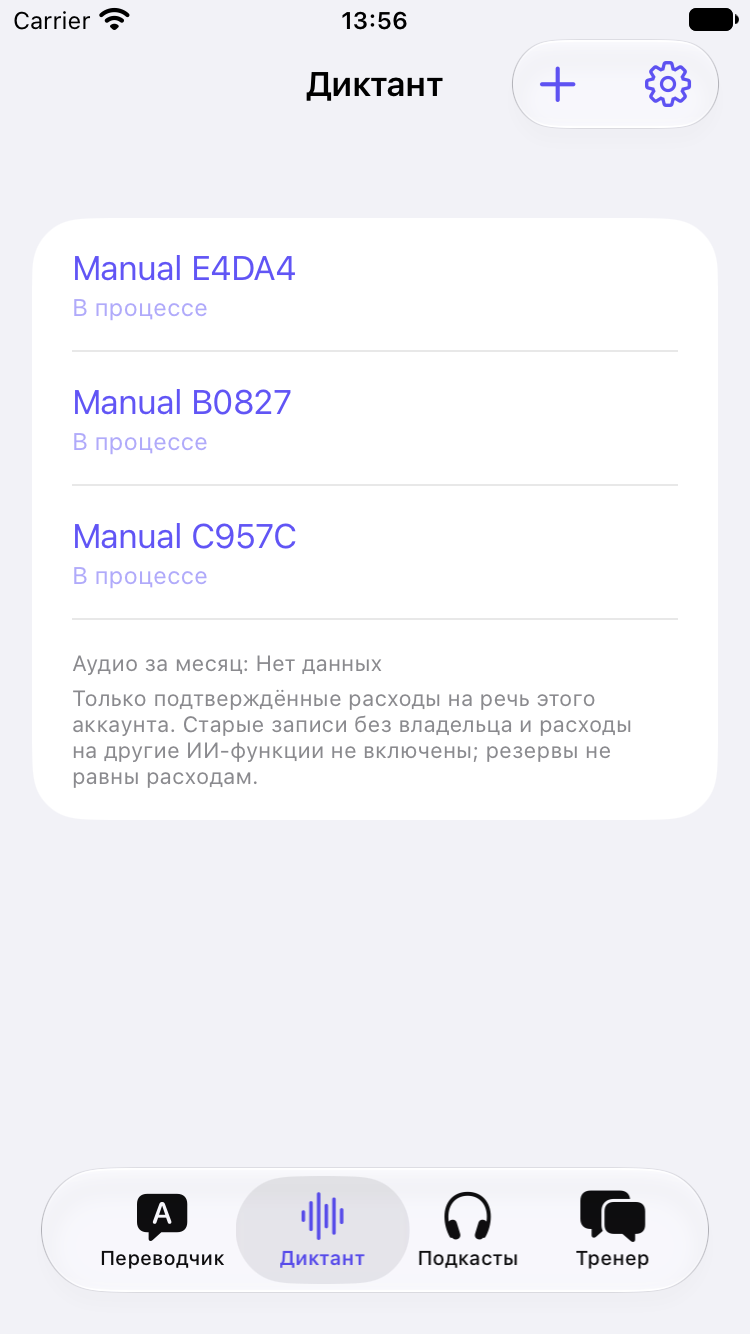 Carrier 13:56
Диктант
Manual E4DA4
В процессе
Manual B0827
В процессе
Manual C957C
В процессе
Аудио за месяц: Нет данных
Только подтверждённые расходы на речь этого
аккаунта. Старые записи без владельца и расходы
на другие ИИ-функции не включены; резервы не
равны расходам.
A
Переводчик Диктант Подкасты Тренер